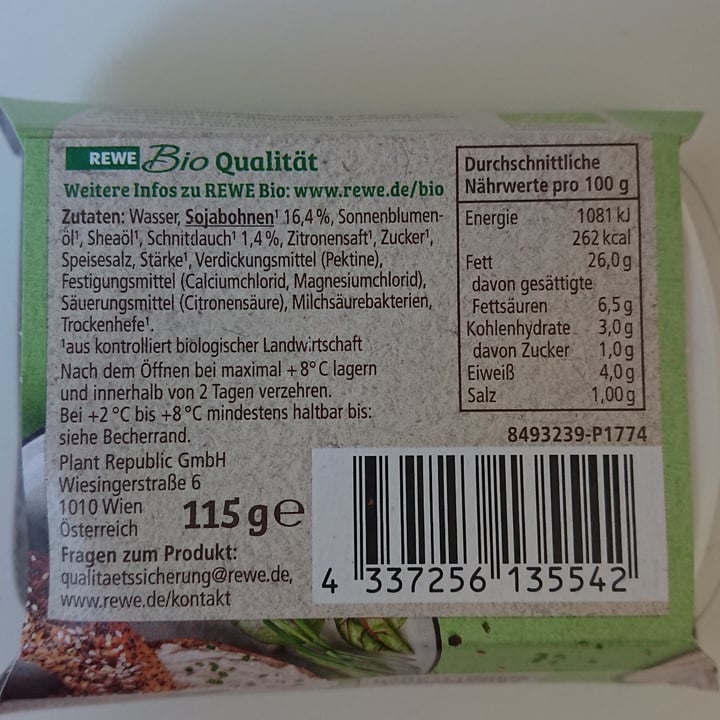 REWE Bio Qualität
Weitere Infos zu REWE Bio: www.rewe.de/bio
Zutaten: Wasser, Sojabohnen¹ 16,4 %, Sonnenblumen-
öl¹, Sheaöl¹, Schnittlauch¹ 1,4 %, Zitronensaft¹, Zucker¹,
Speisesalz, Stärke¹, Verdickungsmittel (Pektine),
Festigungsmittel (Calciumchlorid, Magnesiumchlorid),
Säuerungsmittel (Citronensäure), Milchsäurebakterien,
Trockenhefe¹.
¹aus kontrolliert biologischer Landwirtschaft
Nach dem Öffnen bei maximal +8°C lagern
und innerhalb von 2 Tagen verzehren.
Bei +2°C bis +8°C mindestens haltbar bis:
siehe Becherrand.
Plant Republic GmbH
Wiesingerstraße 6
1010 Wien
Österreich
115 g e
Fragen zum Produkt:
qualitaetssicherung@rewe.de,
www.rewe.de/kontakt
Durchschnittliche
Nährwerte pro 100 g
Energie 1081 kJ
262 kcal
Fett 26,0 g
davon gesättigte
Fettsäuren 6,5 g
Kohlenhydrate 3,0 g
davon Zucker 1,0 g
Eiweiß 4,0 g
Salz 1,00 g
8493239-P1774
4 337256 135542